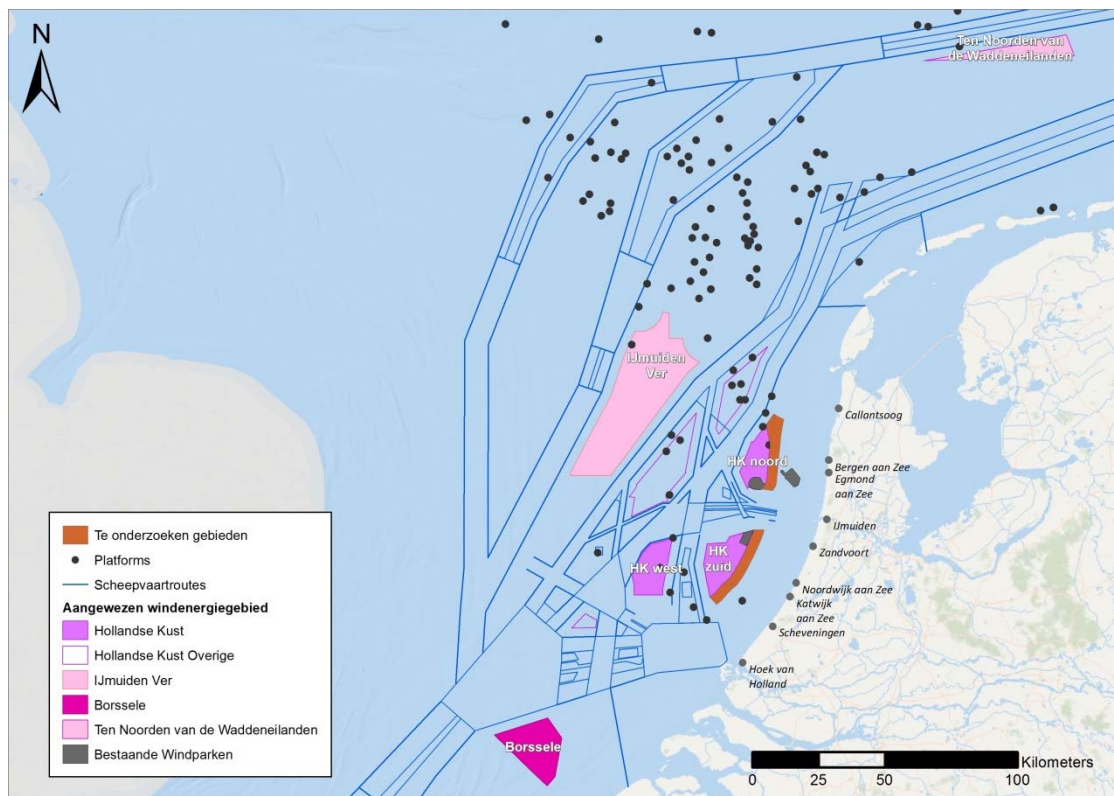 N
Ten Noorden van
de Waddeneilanden
IJmuiden
Ver
Callantsoog
HK noord
Bergen aan Zee
Egmond
aan Zee
IJmuiden
HK
zuid
Zandvoort
HK west
Noordwijk aan Zee
Katwijk
aan Zee
Scheveningen
Hoek van
Holland
Borssele
Te onderzoeken gebieden
Platforms
Scheepvaartroutes
Aangewezen windenergiegebied
Hollandse Kust
Hollandse Kust Overige
IJmuiden Ver
Borssele
Ten Noorden van de Waddeneilanden
Bestaande Windparken
Kilometers
0 25 50 100